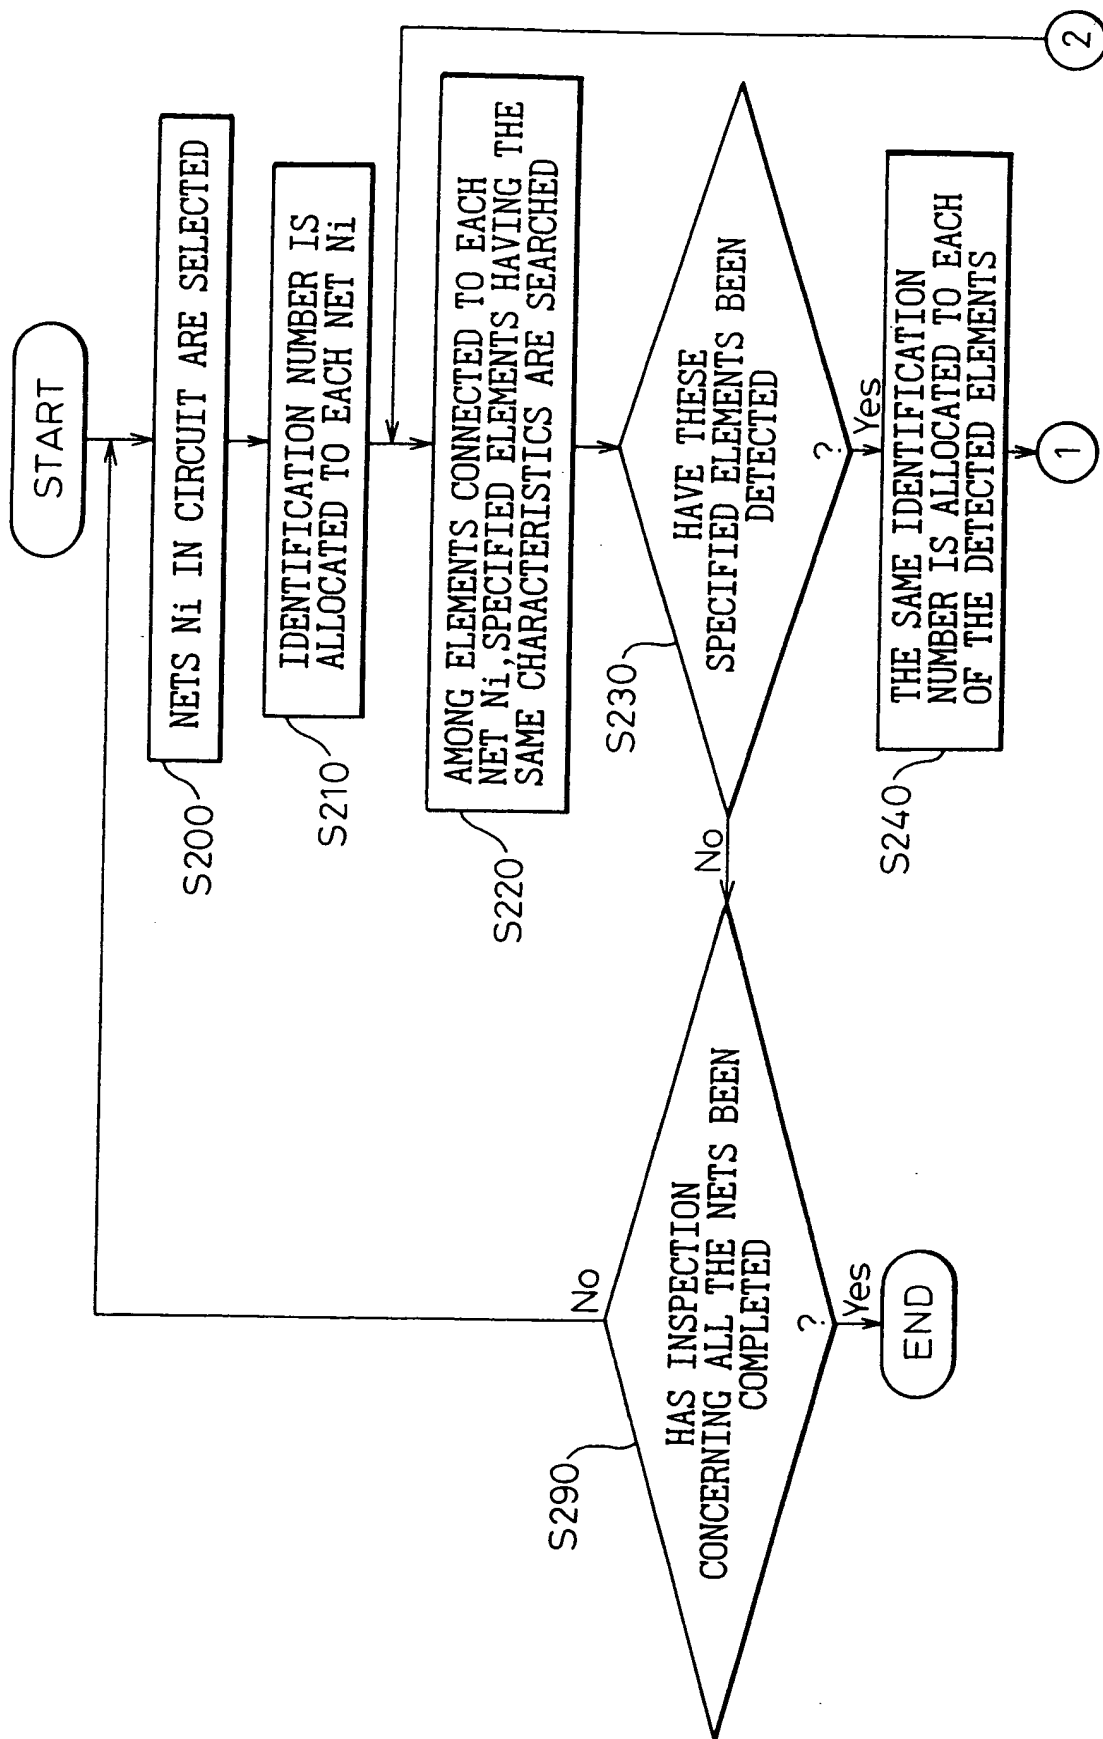 START
NETS Ni IN CIRCUIT ARE SELECTED
S200
IDENTIFICATION NUMBER IS
ALLOCATED TO EACH NET Ni
S210
AMONG ELEMENTS CONNECTED TO EACH
NET Ni,SPECIFIED ELEMENTS HAVING THE
SAME CHARACTERISTICS ARE SEARCHED
S220
2
HAVE THESE
SPECIFIED ELEMENTS BEEN
DETECTED
?
S230
No
Yes
THE SAME IDENTIFICATION
NUMBER IS ALLOCATED TO EACH
OF THE DETECTED ELEMENTS
S240
1
HAS INSPECTION
CONCERNING ALL THE NETS BEEN
COMPLETED
?
S290
No
Yes
END